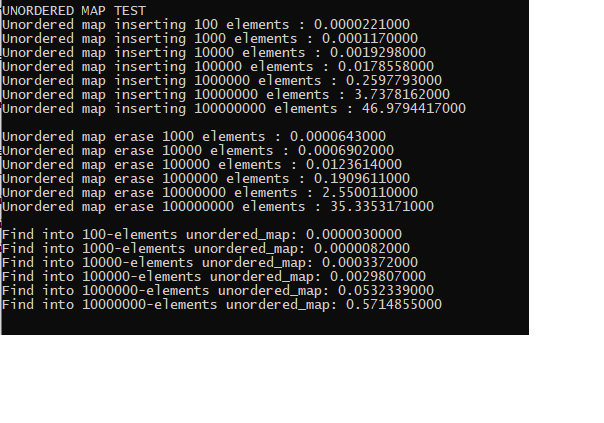 UNORDERED MAP TEST
Unordered map inserting 100 elements : 0.0000221000
Unordered map inserting 1000 elements : 0.0001170000
Unordered map inserting 10000 elements : 0.0019298000
Unordered map inserting 100000 elements : 0.0178558000
Unordered map inserting 1000000 elements : 0.2597793000
Unordered map inserting 10000000 elements : 3.7378162000
Unordered map inserting 100000000 elements : 46.9794417000
Unordered map erase 1000 elements : 0.0000643000
Unordered map erase 10000 elements : 0.0006902000
Unordered map erase 100000 elements : 0.0123614000
Unordered map erase 1000000 elements : 0.1909611000
Unordered map erase 10000000 elements : 2.5500110000
Unordered map erase 100000000 elements : 35.3353171000
Find into 100-elements unordered_map: 0.0000030000
Find into 1000-elements unordered_map: 0.0000082000
Find into 10000-elements unordered_map: 0.0003372000
Find into 100000-elements unordered_map: 0.0029807000
Find into 1000000-elements unordered_map: 0.0532339000
Find into 10000000-elements unordered_map: 0.5714855000